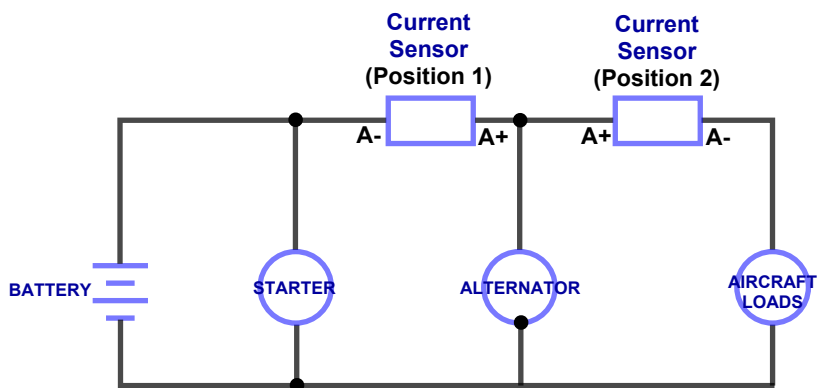 Current
Sensor
(Position 1)
Current
Sensor
(Position 2)
A-
A+
A+
A-
BATTERY
STARTER
ALTERNATOR
AIRCRAFT
LOADS